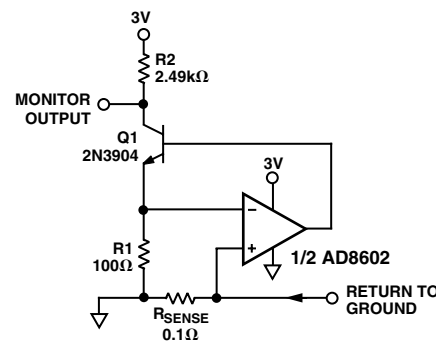 3V
R2
2.49kΩ
MONITOR
OUTPUT
Q1
2N3904
3V
−
+
1/2 AD8602
R1
100Ω
RSENSE
0.1Ω
RETURN TO
GROUND